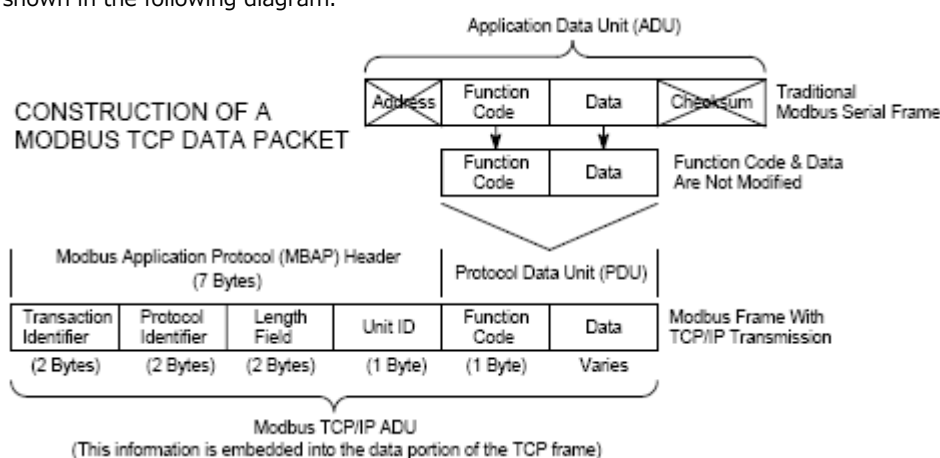 shown in the following diagram.
Application Data Unit (ADU)
CONSTRUCTION OF A
MODBUS TCP DATA PACKET
Address
Function
Code
Data
Checksum
Traditional
Modbus Serial Frame
Function
Code
Data
Function Code & Data
Are Not Modified
Modbus Application Protocol (MBAP) Header
(7 Bytes)
Protocol Data Unit (PDU)
Transaction
Identifier
Protocol
Identifier
Length
Field
Unit ID
Function
Code
Data
Modbus Frame With
TCP/IP Transmission
(2 Bytes)
(2 Bytes)
(2 Bytes)
(1 Byte)
(1 Byte)
Varies
Modbus TCP/IP ADU
(This information is embedded into the data portion of the TCP frame)